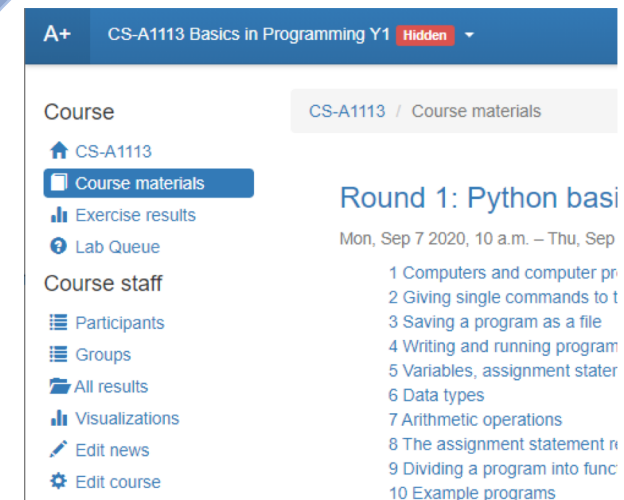 A+ CS-A1113 Basics in Programming Y1 Hidden
Course
CS-A1113
Course materials
Exercise results
Lab Queue
Course staff
Participants
Groups
All results
Visualizations
Edit news
Edit course
CS-A1113 / Course materials
Round 1: Python basi
Mon, Sep 7 2020, 10 a.m. – Thu, Sep
1 Computers and computer pr
2 Giving single commands to t
3 Saving a program as a file
4 Writing and running program
5 Variables, assignment stater
6 Data types
7 Arithmetic operations
8 The assignment statement re
9 Dividing a program into func
10 Example programs